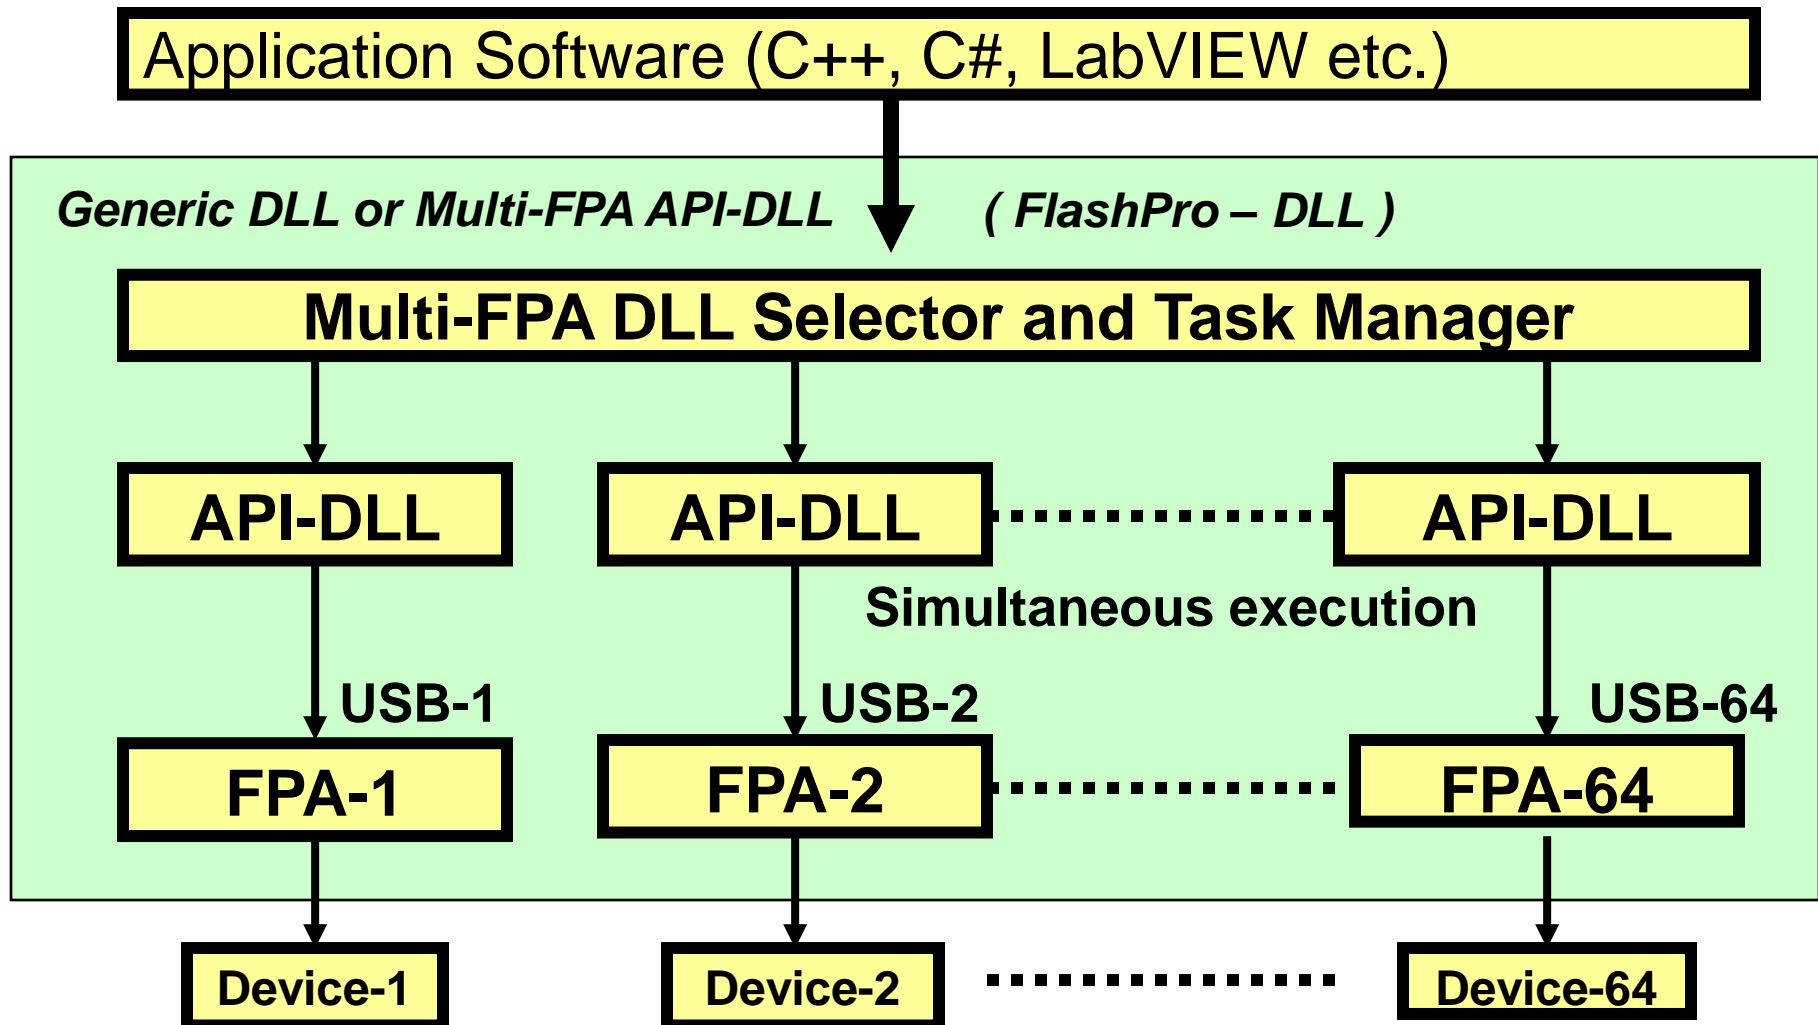 Application Software (C++, C#, LabVIEW etc.)
Generic DLL or Multi-FPA API-DLL ( FlashPro – DLL )
Multi-FPA DLL Selector and Task Manager
API-DLL API-DLL API-DLL
Simultaneous execution
USB-1 USB-2 USB-64
FPA-1 FPA-2 FPA-64
Device-1 Device-2 Device-64